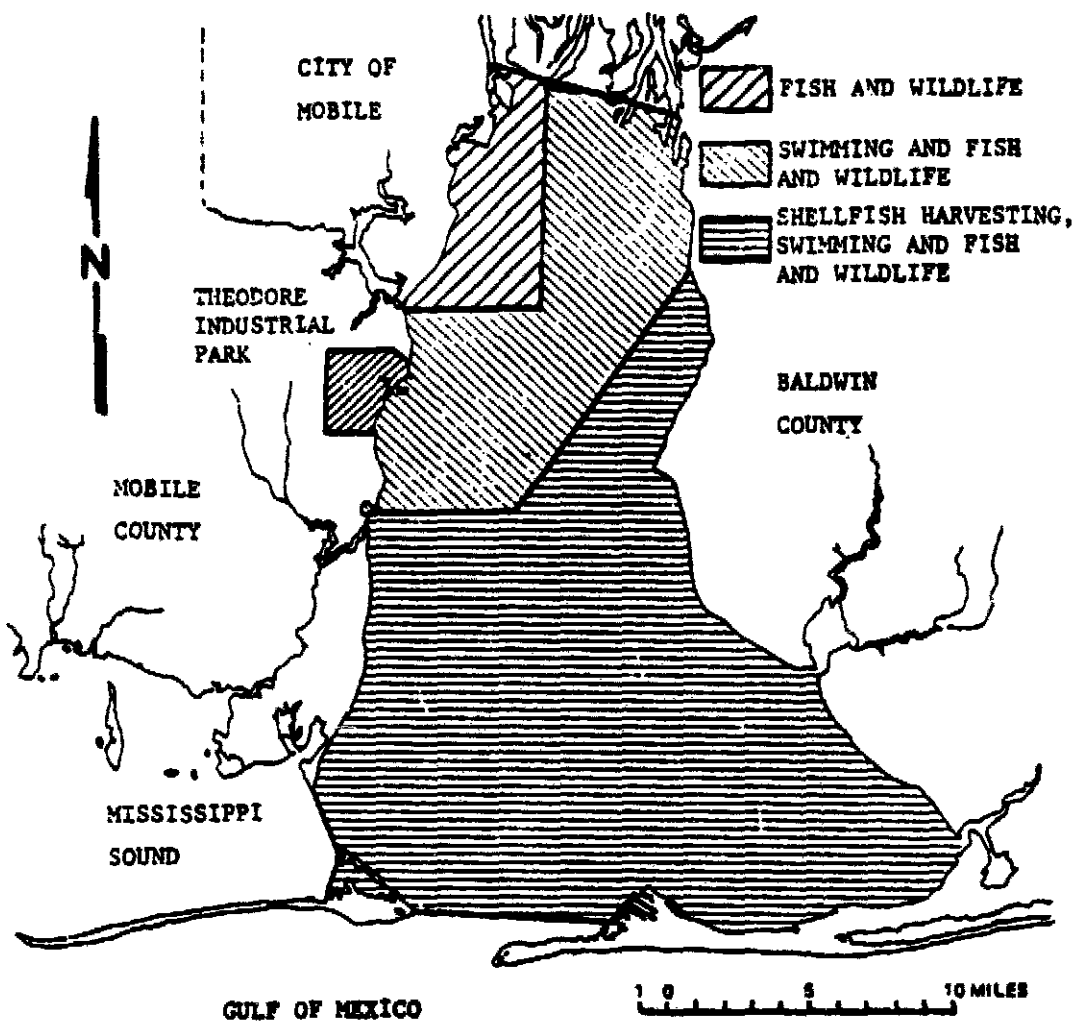 CITY OF
MOBILE
FISH AND WILDLIFE
SWIMMING AND FISH
AND WILDLIFE
SHELLFISH HARVESTING,
SWIMMING AND FISH
AND WILDLIFE
N
THEODORE
INDUSTRIAL
PARK
BALDWIN
COUNTY
MOBILE
COUNTY
MISSISSIPPI
SOUND
GULF OF MEXICO
1 0 5 10 MILES